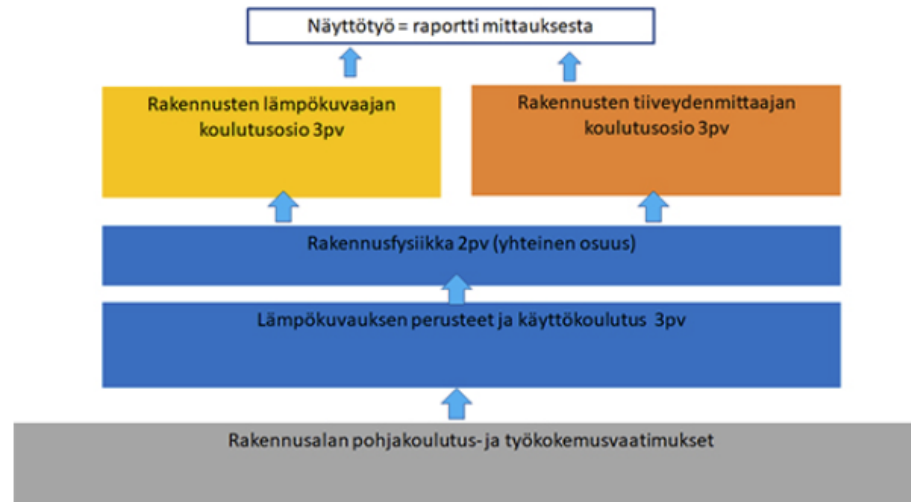 Näyttötyö = raportti mittauksesta
Rakennusten lämpökuvaajan
koulutusosio 3pv
Rakennusten tiiveydenmittaajan
koulutusosio 3pv
Rakennusfysiikka 2pv (yhteinen osuus)
Lämpökuvauksen perusteet ja käyttökoulutus 3pv
Rakennusalan pohjakoulutus- ja työkokemusvaatimukset